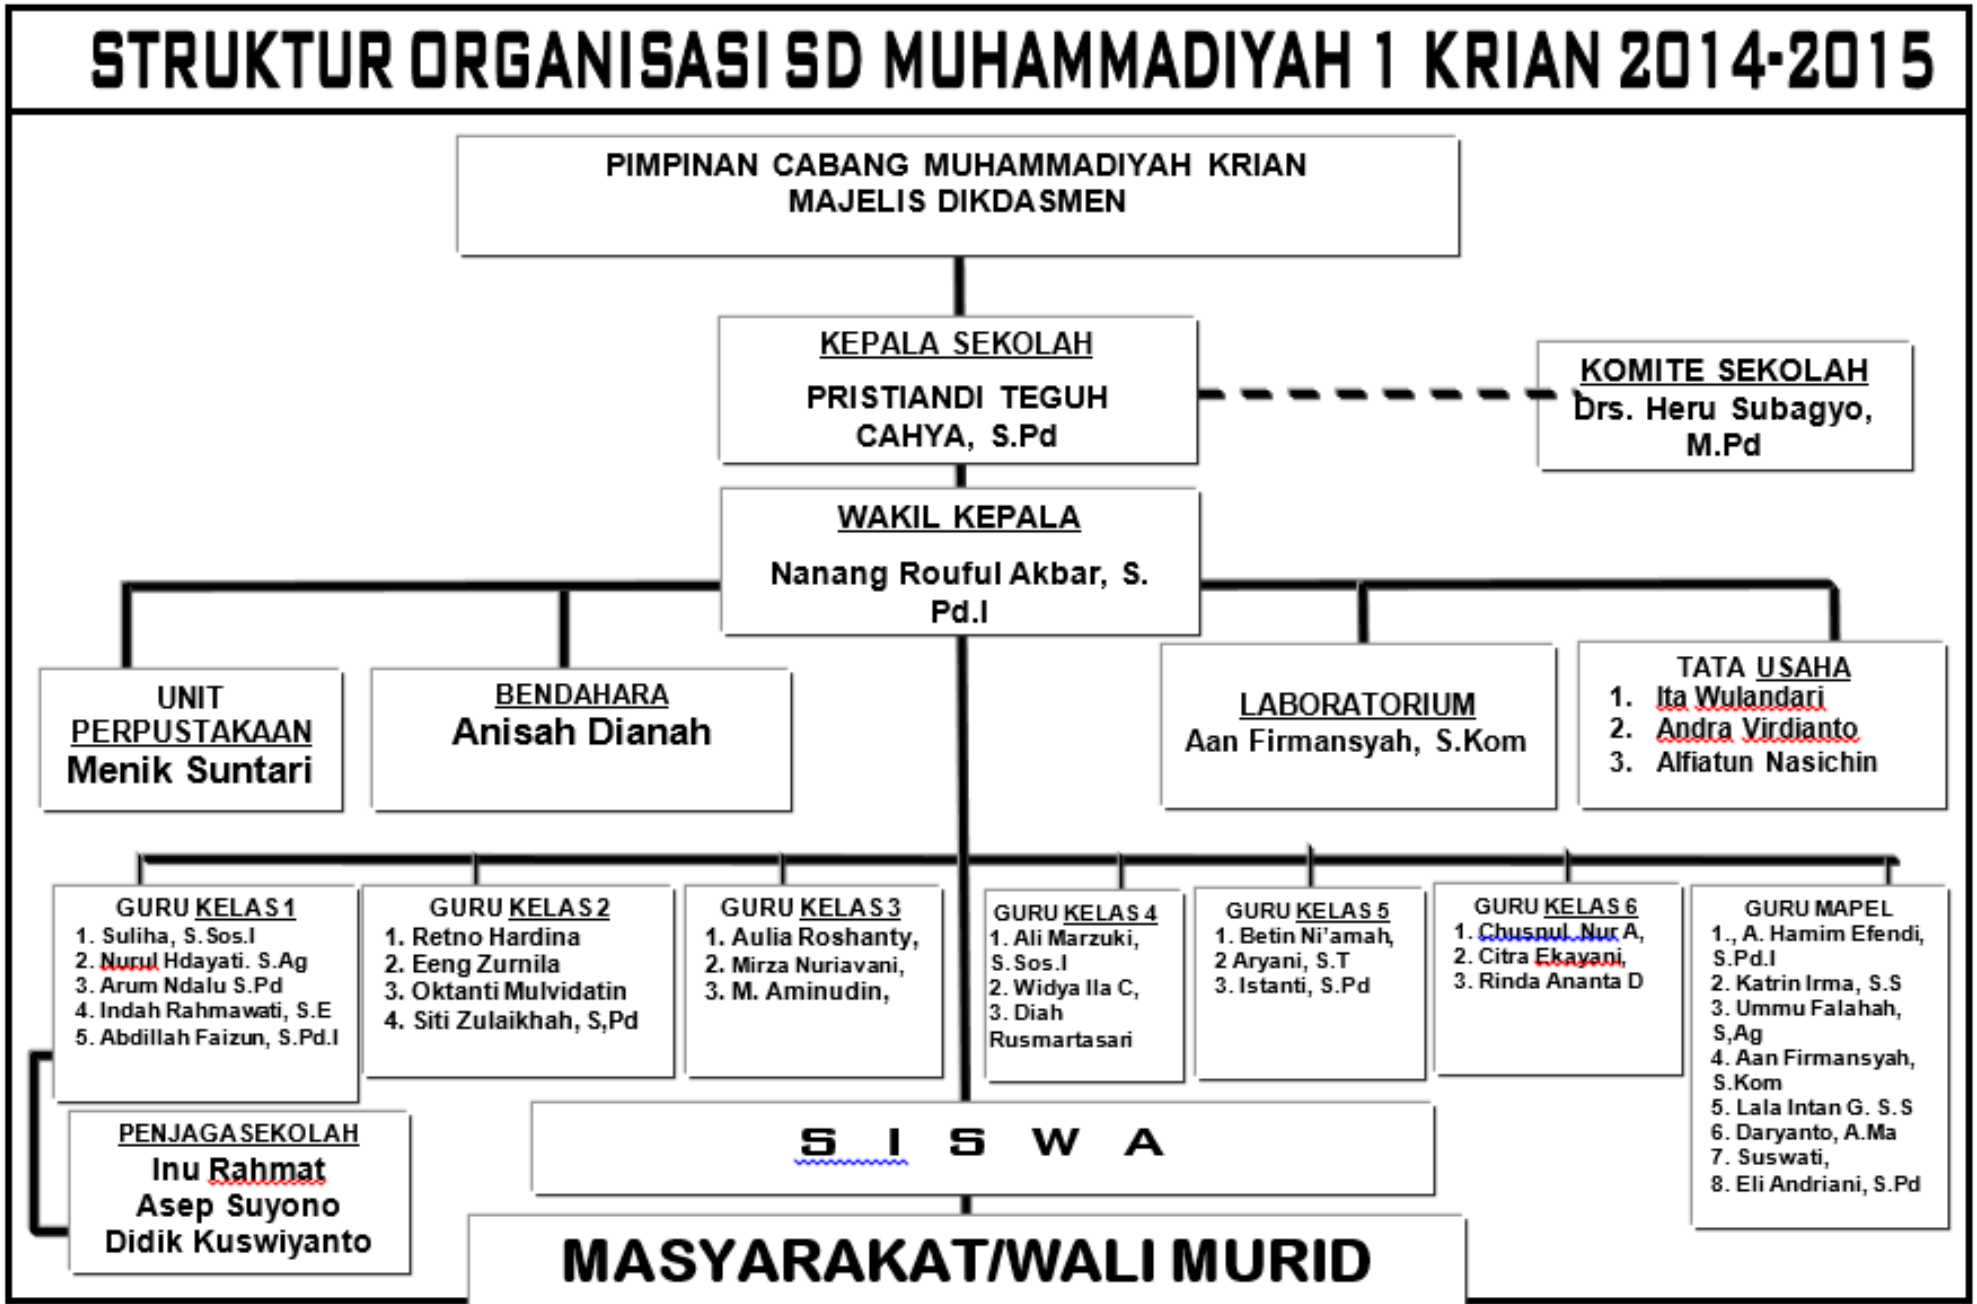 STRUKTUR ORGANISASI SD MUHAMMADIYAH 1 KRIAN 2014-2015
PIMPINAN CABANG MUHAMMADIYAH KRIAN
MAJELIS DIKDASMEN
KEPALA SEKOLAH
PRISTIANDI TEGUH
CAHYA, S.Pd
KOMITE SEKOLAH
Drs. Heru Subagyo,
M.Pd
WAKIL KEPALA
Nanang Rouful Akbar, S.
Pd.I
UNIT
PERPUSTAKAAN
Menik Suntari
BENDAHARA
Anisah Dianah
LABORATORIUM
Aan Firmansyah, S.Kom
TATA USAHA
1. Ita Wulandari
2. Andra Virdianto
3. Alfiatun Nasichin
GURU KELAS 1
1. Suliha, S.Sos.I
2. Nurul Hdayati. S.Ag
3. Arum Ndalu S.Pd
4. Indah Rahmawati, S.E
5. Abdillah Faizun, S.Pd.I
GURU KELAS 2
1. Retno Hardina
2. Eeng Zurnila
3. Oktanti Mulvidatin
4. Siti Zulaikhah, S,Pd
GURU KELAS 3
1. Aulia Roshanty,
2. Mirza Nuriavani,
3. M. Aminudin,
GURU KELAS 4
1. Ali Marzuki,
S.Sos.I
2. Widya Ila C,
3. Diah
Rusmartasari
GURU KELAS 5
1. Betin Ni'amah,
2 Aryani, S.T
3. Istanti, S.Pd
GURU KELAS 6
1. Chusnul Nur A,
2. Citra Ekayani,
3. Rinda Ananta D
GURU MAPEL
1., A. Hamim Efendi,
S.Pd.I
2. Katrin Irma, S.S
3. Ummu Falahah,
S,Ag
4. Aan Firmansyah,
S.Kom
5. Lala Intan G. S.S
6. Daryanto, A.Ma
7. Suswati,
8. Eli Andriani, S.Pd
PENJAGASEKOLAH
Inu Rahmat
Asep Suyono
Didik Kuswiyanto
S I S W A
MASYARAKAT/WALI MURID